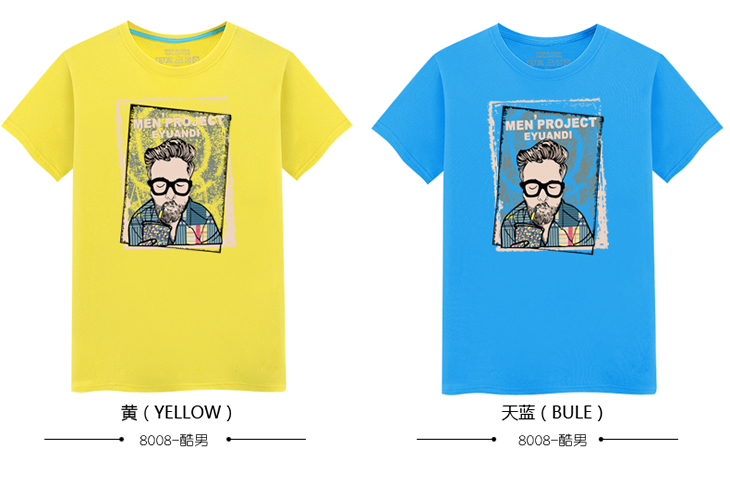 MEN'PROJECT
EYUANDI
黄（YELLOW）
8008-酷男
MEN'PROJECT
EYUANDI
天蓝（BULE）
8008-酷男